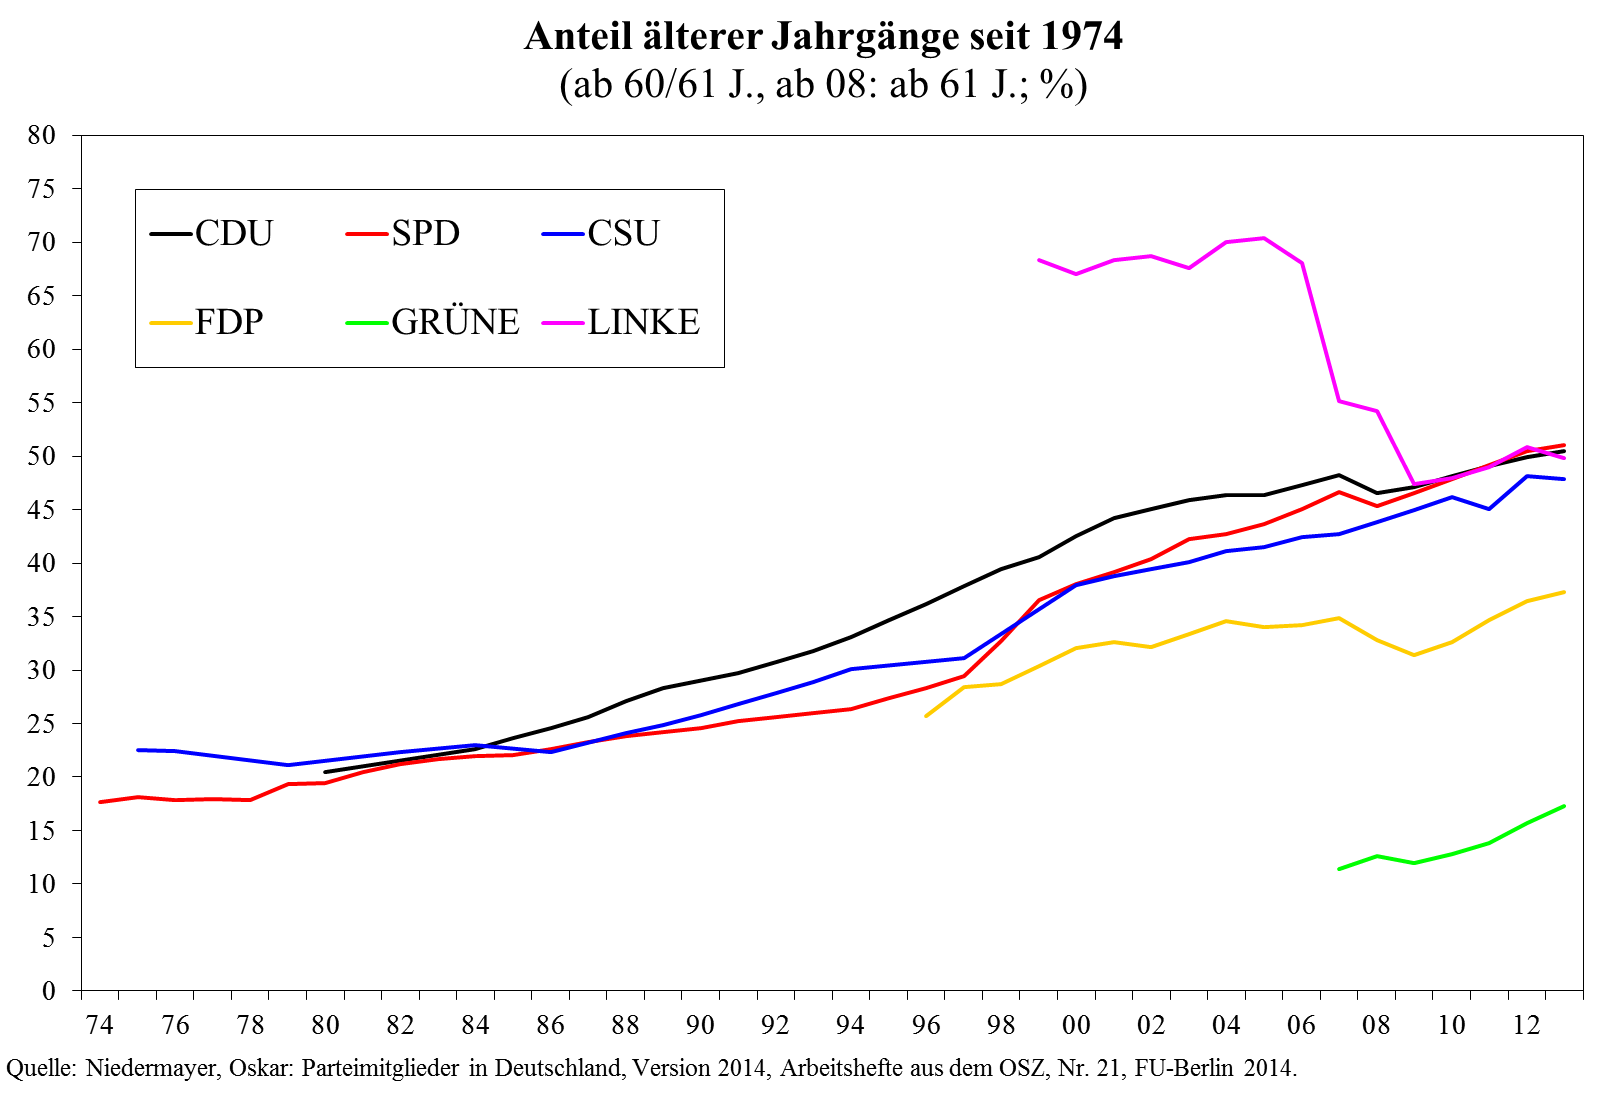 Anteil älterer Jahrgänge seit 1974
(ab 60/61 J., ab 08: ab 61 J.; %)
80
75
70
65
60
55
50
45
40
35
30
25
20
15
10
5
0
CDU SPD CSU
FDP GRÜNE LINKE
74 76 78 80 82 84 86 88 90 92 94 96 98 00 02 04 06 08 10 12
Quelle: Niedermayer, Oskar: Parteimitglieder in Deutschland, Version 2014, Arbeitshefte aus dem OSZ, Nr. 21, FU-Berlin 2014.